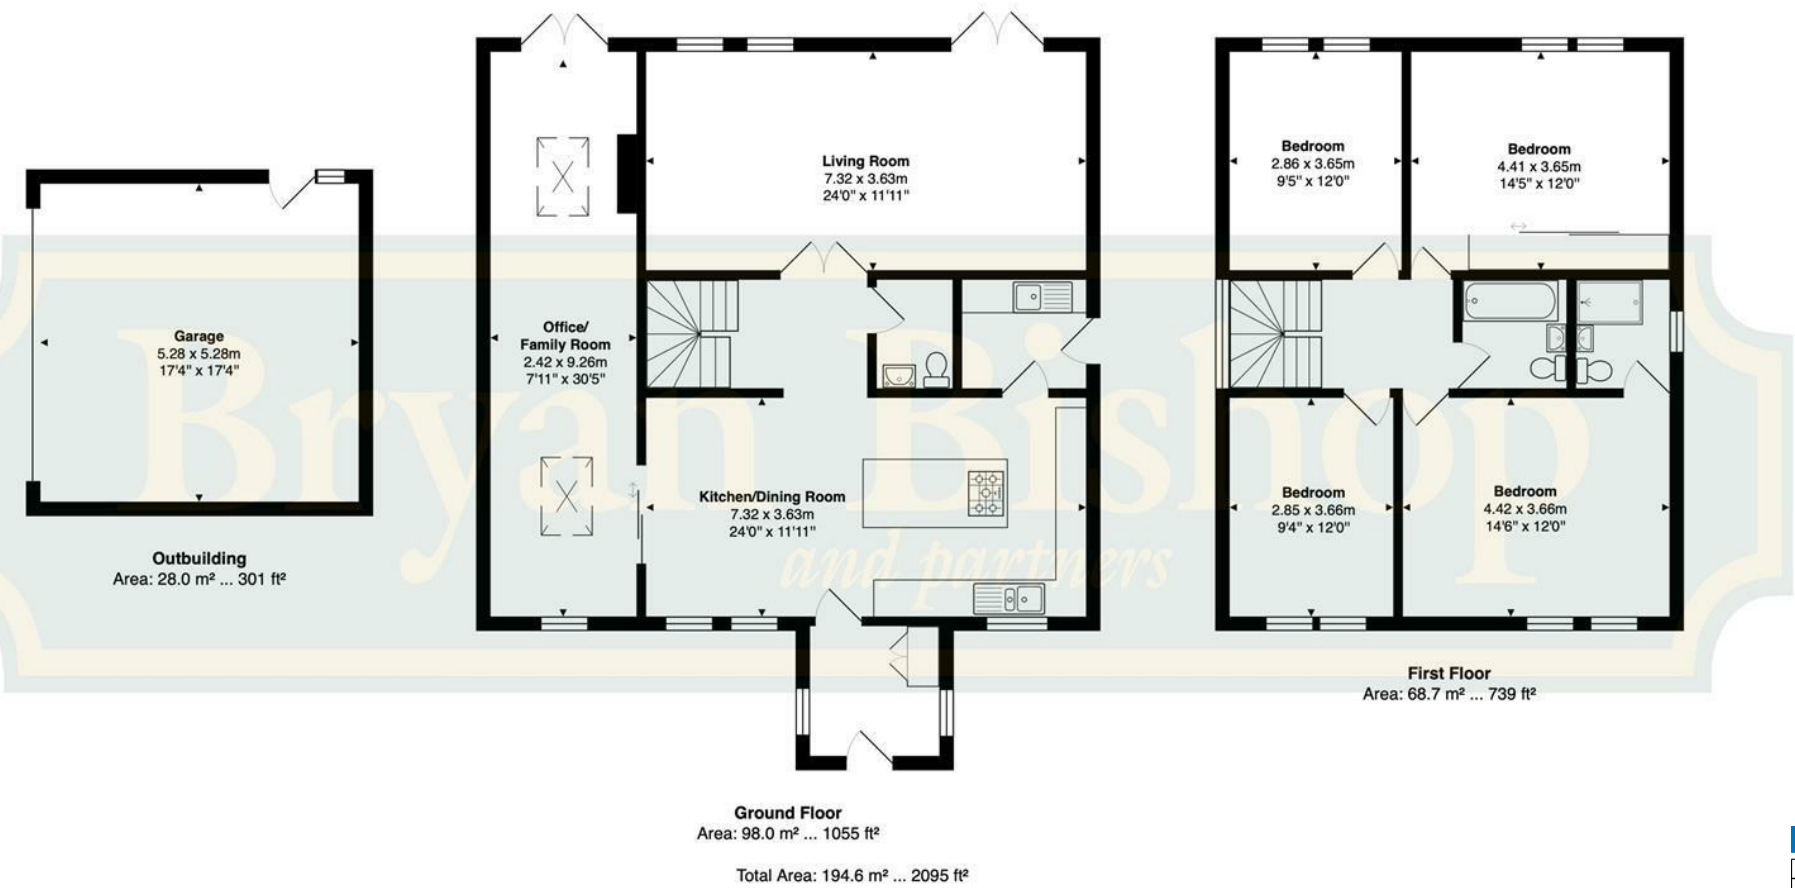 Living Room
7.32 x 3.63m
24'0" x 11'11"
Bedroom
2.86 x 3.65m
9'5" x 12'0"
Bedroom
4.41 x 3.65m
14'5" x 12'0"
Garage
5.28 x 5.28m
17'4" x 17'4"
Office/
Family Room
2.42 x 9.26m
7'11" x 30'5"
Kitchen/Dining Room
7.32 x 3.63m
24'0" x 11'11"
Bedroom
2.85 x 3.66m
9'4" x 12'0"
Bedroom
4.42 x 3.66m
14'6" x 12'0"
Bryan Bishop
and partners
Outbuilding
Area: 28.0 m² ... 301 ft²
First Floor
Area: 68.7 m² ... 739 ft²
Ground Floor
Area: 98.0 m² ... 1055 ft²
Total Area: 194.6 m² ... 2095 ft²